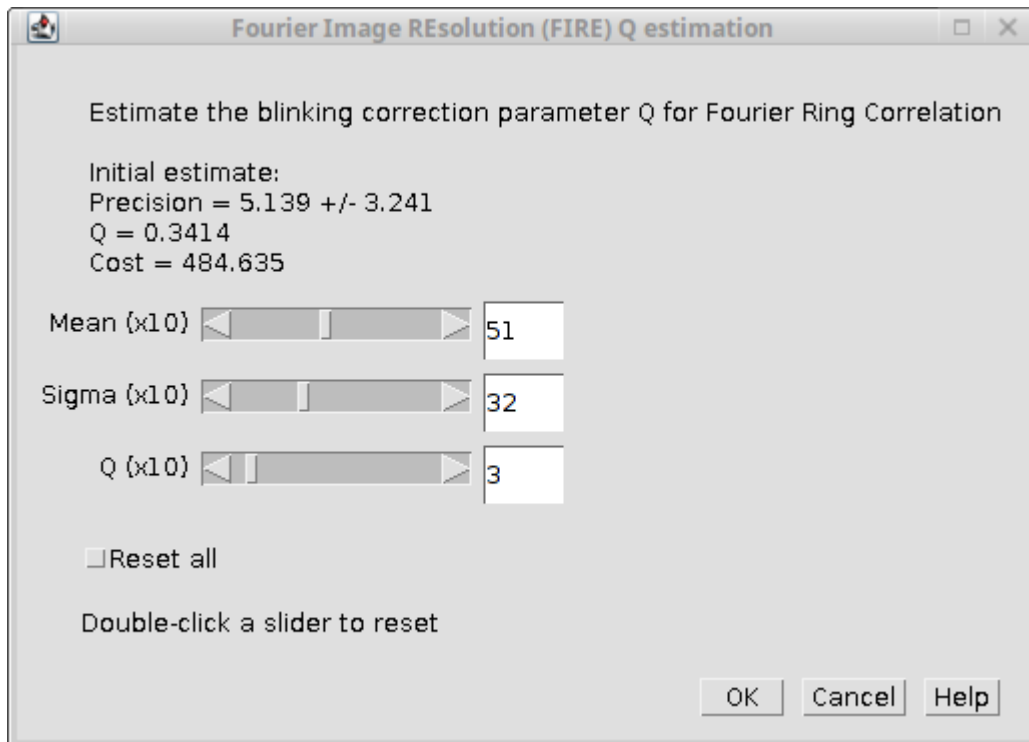 Fourier Image REsolution (FIRE) Q estimation
Estimate the blinking correction parameter Q for Fourier Ring Correlation
Initial estimate:
Precision = 5.139 +/- 3.241
Q = 0.3414
Cost = 484.635
Mean (x10) 51
Sigma (x10) 32
Q (x10) 3
Reset all
Double-click a slider to reset
OK Cancel Help